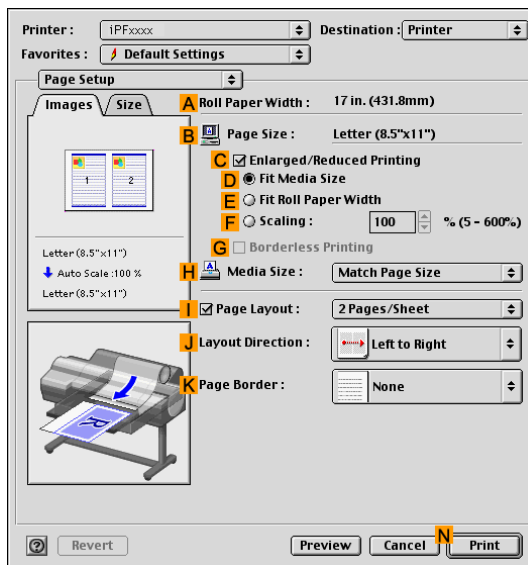 Printer : iPFxxxx Destination : Printer
Favorites : Default Settings
Page Setup
Images Size
1 2
Letter (8.5"x11")
Auto Scale :100 %
Letter (8.5"x11")
R
A Roll Paper Width : 17 in. (431.8mm)
B Page Size : Letter (8.5"x11")
C Enlarged/Reduced Printing
D Fit Media Size
E Fit Roll Paper Width
F Scaling : 100 % (5 - 600%)
G Borderless Printing
H Media Size : Match Page Size
I Page Layout : 2 Pages/Sheet
J Layout Direction : Left to Right
K Page Border : None
? Revert Preview Cancel N Print